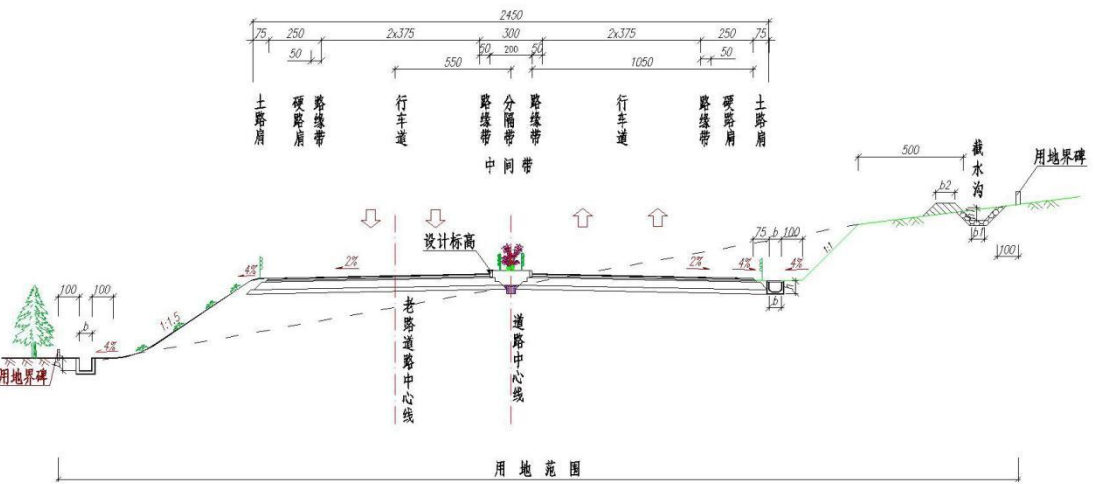 2450
75 250 2x375 300 2x375 250 75
50 50 200 50 50
550 1050
土路肩
硬路肩
路缘带
行车道
路缘带
分隔带
路缘带
行车道
路缘带
硬路肩
土路肩
中间带
500
截水沟
用地界碑
b2
h
b1
100
设计标高
75 b 100
1:1
4% 2% 2% 4% 4%
h
b
100 100
b
1:1.5
4%
用地界碑
老路道路中心线
道路中心线
用地范围